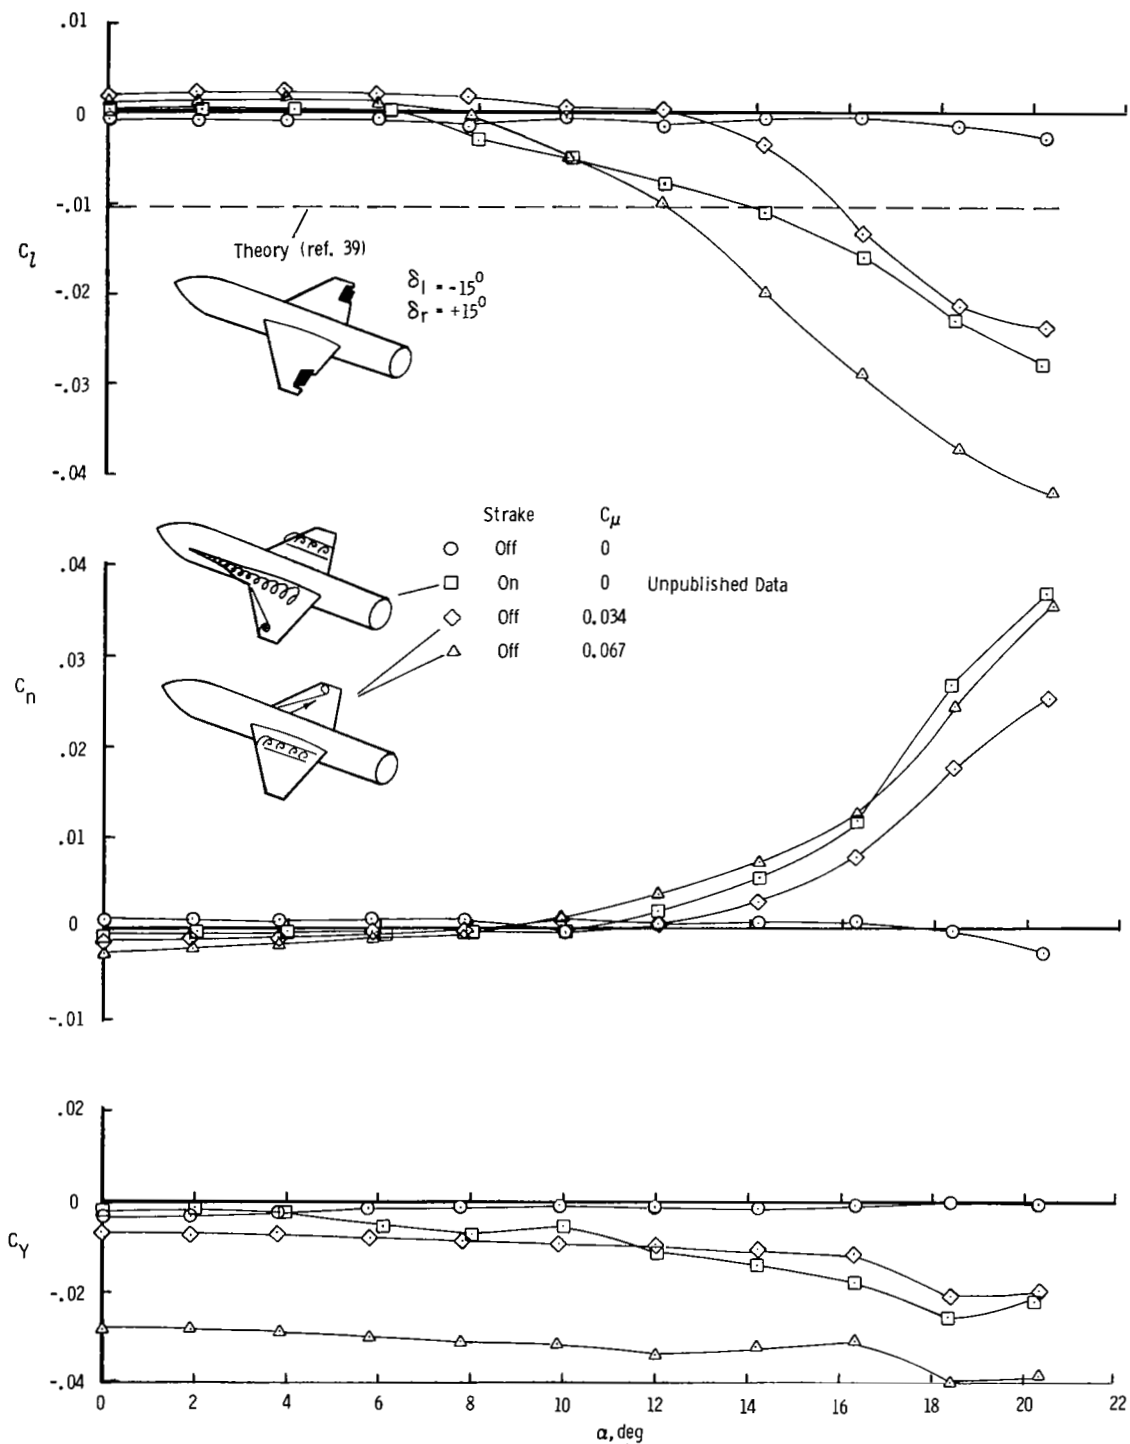 .01
0
-.01
C_l
Theory (ref. 39)
δ_l = -15°
δ_r = +15°
-.02
-.03
-.04
Strake C_μ
Off 0
On 0 Unpublished Data
Off 0.034
Off 0.067
.04
.03
C_n
.02
.01
0
-.01
.02
0
C_Y
-.02
-.04
0 2 4 6 8 10 12 14 16 18 20 22
α, deg